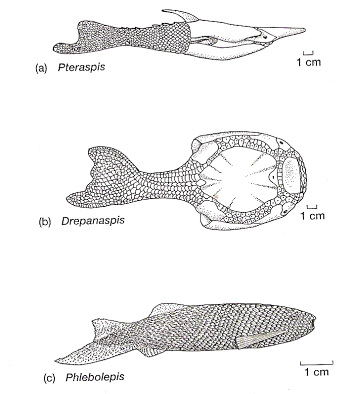 1 cm
(a) Pteraspis
1 cm
(b) Drepanaspis
1 cm
(c) Phlebolepis